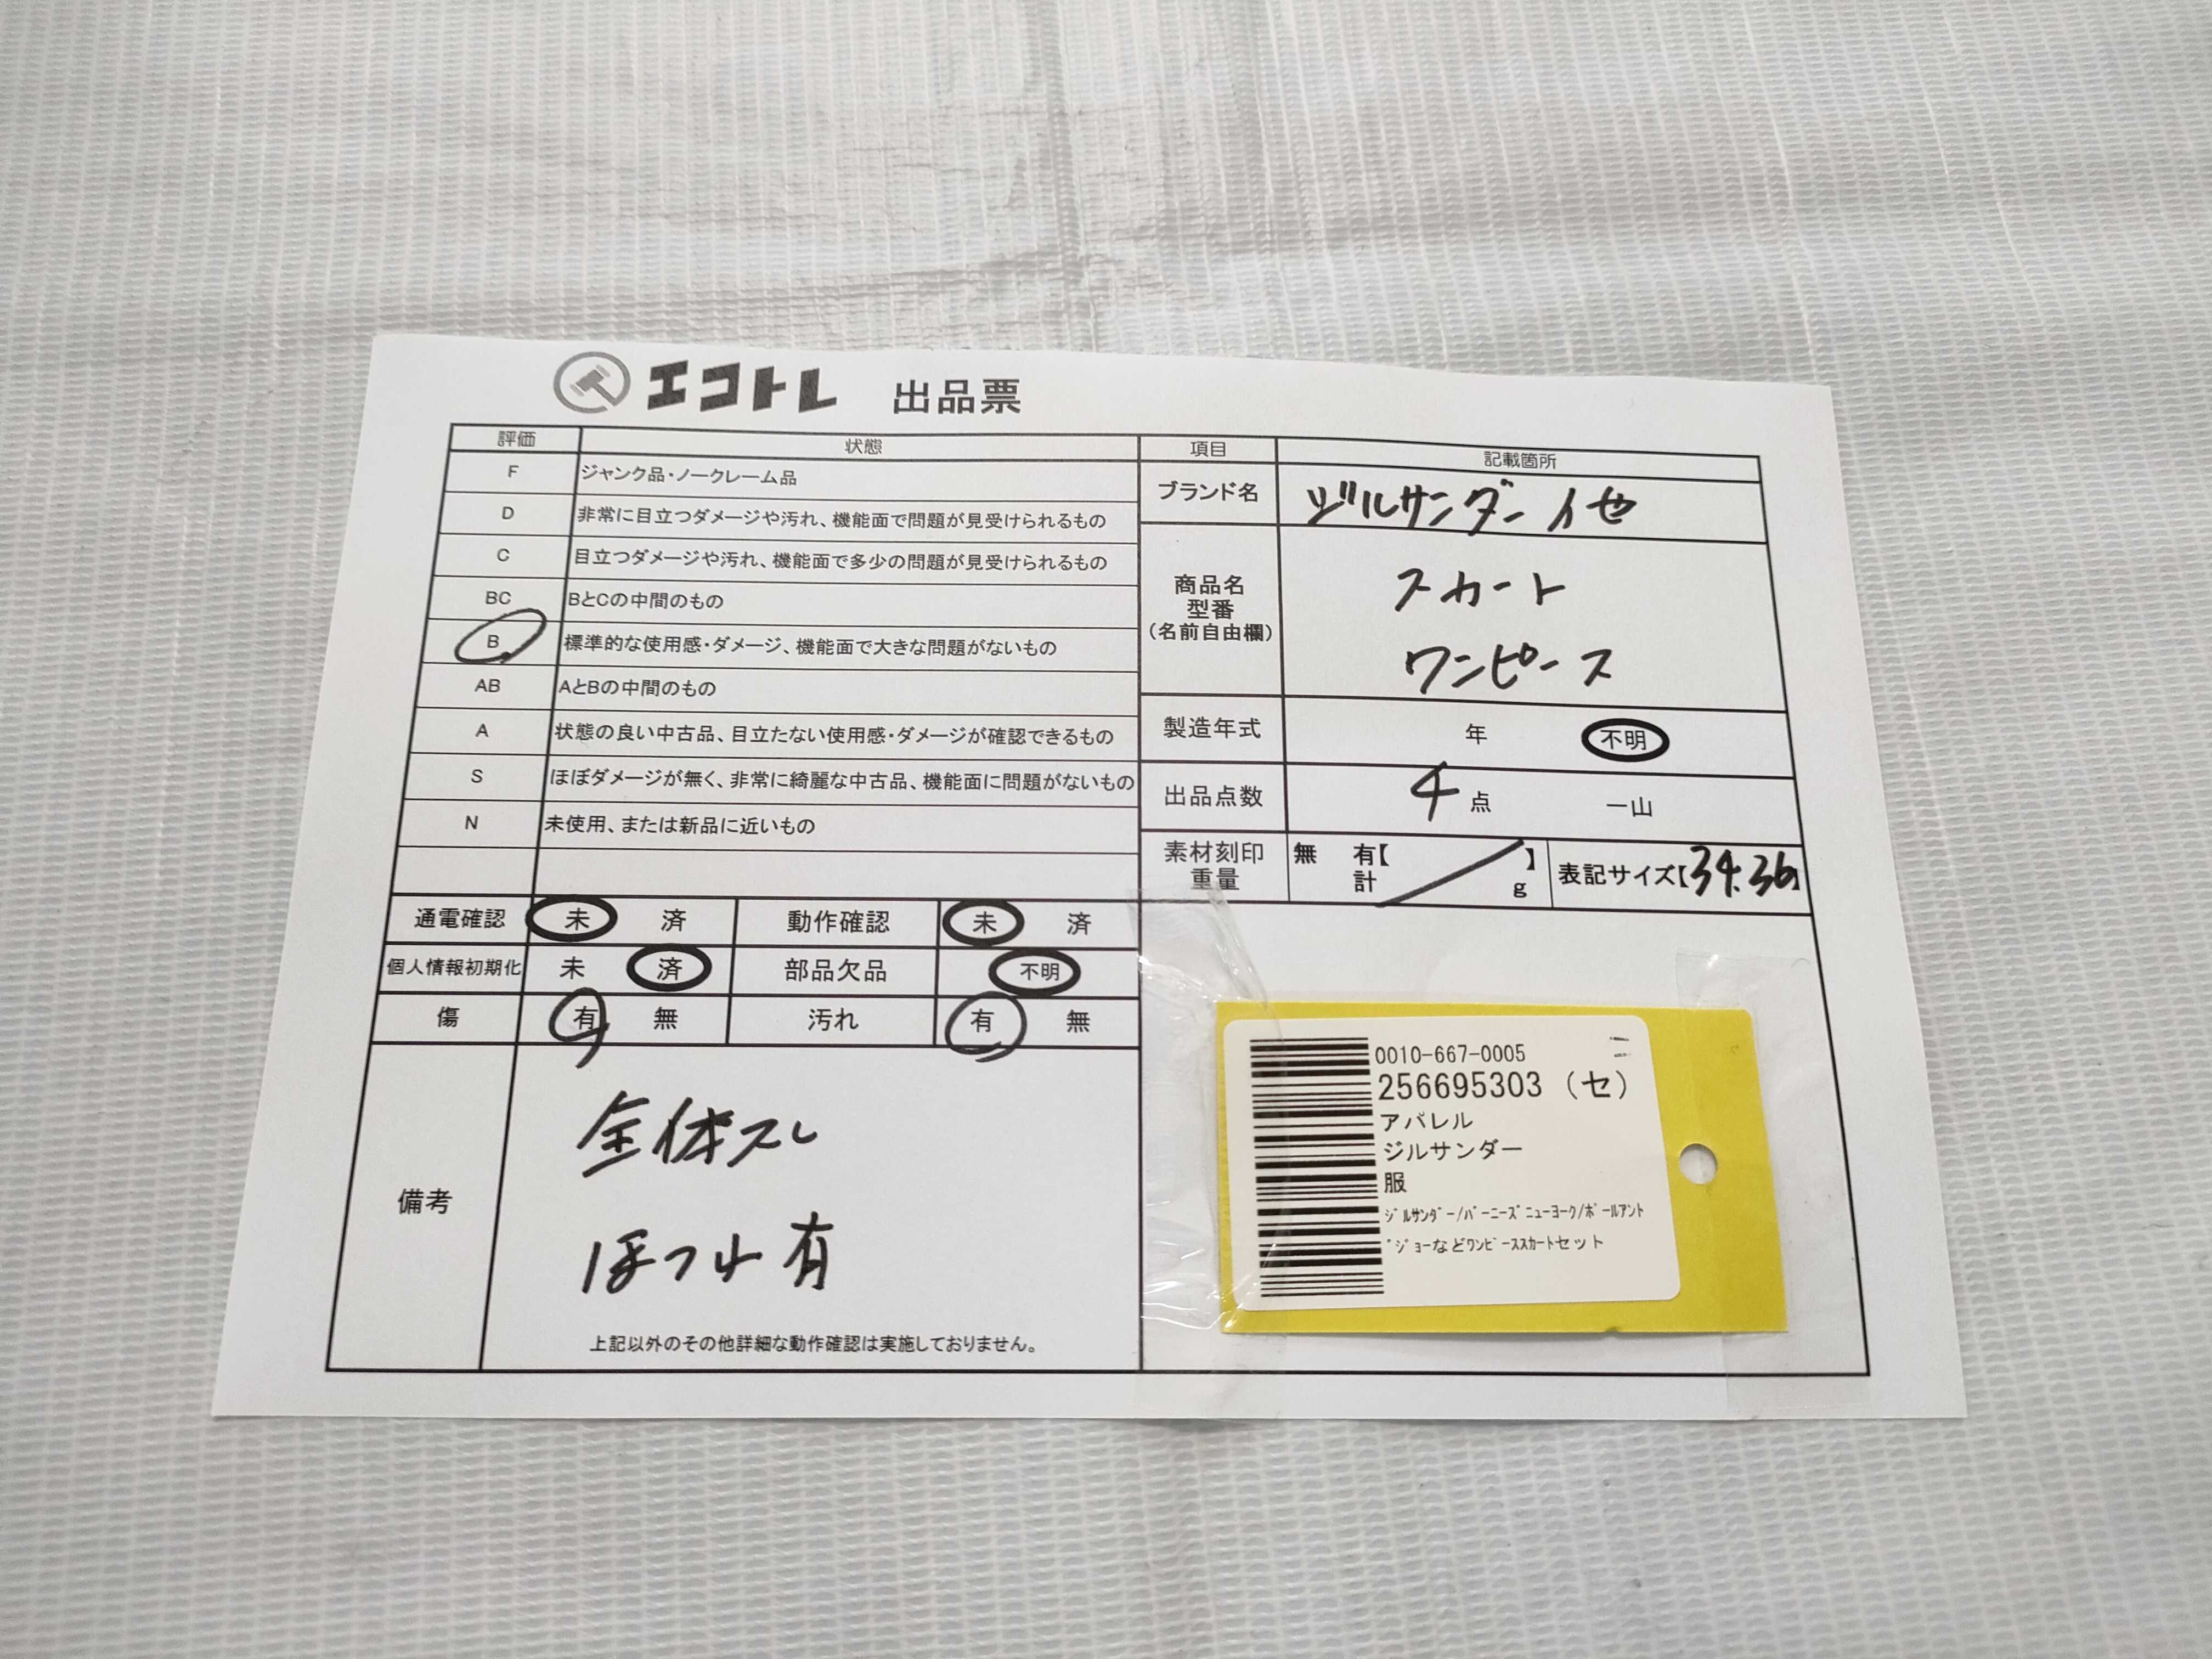 エコトレ 出品票
評価 状態
F ジャンク品・ノークレーム品
D 非常に目立つダメージや汚れ、機能面で問題が見受けられるもの
C 目立つダメージや汚れ、機能面で多少の問題が見受けられるもの
BC BとCの中間のもの
B 標準的な使用感・ダメージ、機能面で大きな問題がないもの
AB AとBの中間のもの
A 状態の良い中古品、目立たない使用感・ダメージが確認できるもの
S ほぼダメージが無く、非常に綺麗な中古品、機能面に問題がないもの
N 未使用、または新品に近いもの
通電確認 未 済 動作確認 未 済
個人情報初期化 未 済 部品欠品 不明
傷 有 無 汚れ 有 無
備考
全体スレ
ほつれ 有
上記以外のその他詳細な動作確認は実施しておりません。
項目 記載箇所
ブランド名 ジルサンダー 他
商品名
型番
(名前自由欄)
スカート
ワンピース
製造年式 年 不明
出品点数 4 点 一山
素材刻印 無 有【 】
重量 計 g
表記サイズ【34.36】
0010-667-0005
256695303 (セ)
アパレル
ジルサンダー
服
ジルサンダー/バーニーズニューヨーク/ポールアント
゛ジョーなどワンピーススカートセット